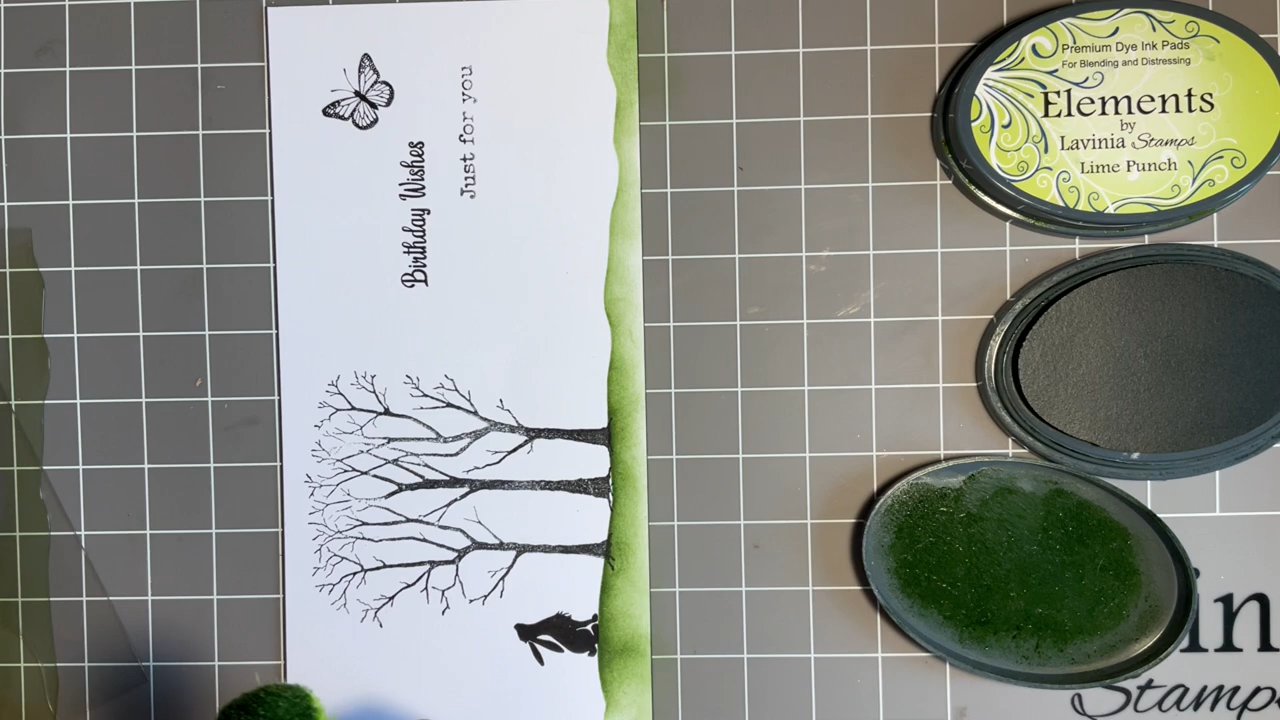 Birthday Wishes
Just for you
Premium Dye Ink Pads
For Blending and Distressing
Elements
by
Lavinia Stamps
Lime Punch
in
Stamps